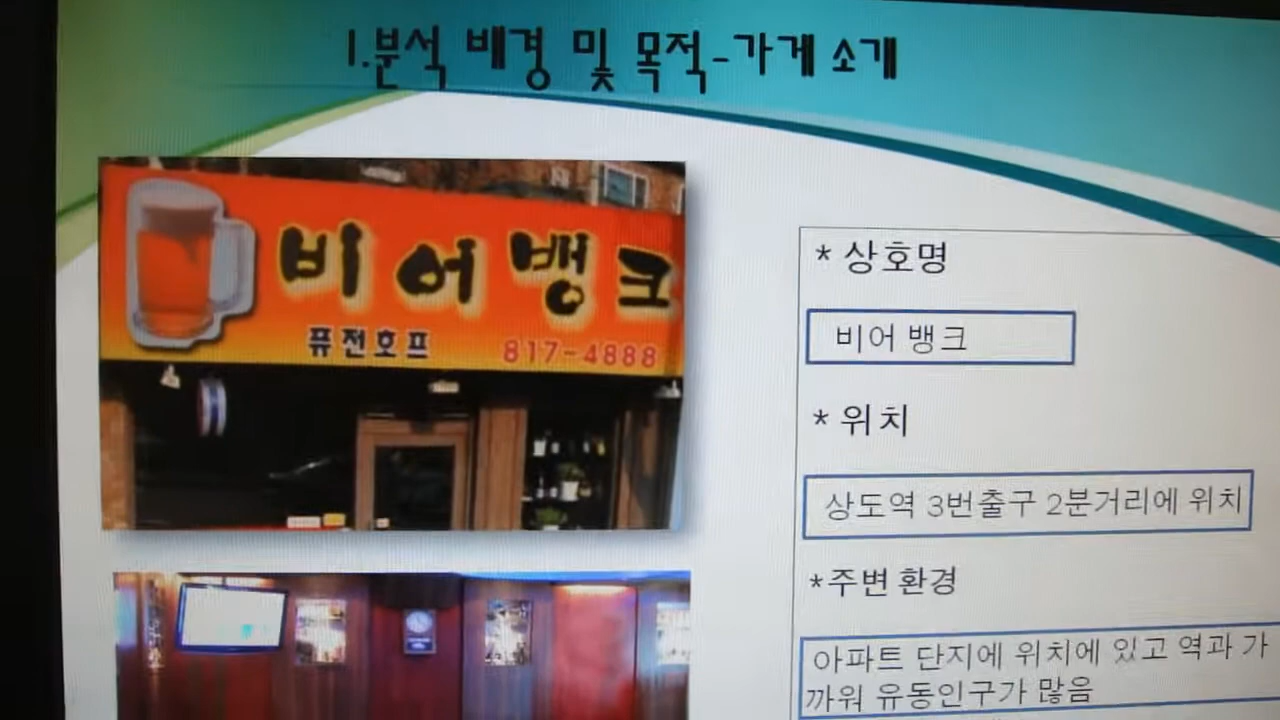 1.분석 배경 및 목적-가게 소개
비어뱅크
퓨전호프 817-4888
* 상호명
비어 뱅크
* 위치
상도역 3번출구 2분거리에 위치
*주변 환경
아파트 단지에 위치에 있고 역과 가
까워 유동인구가 많음